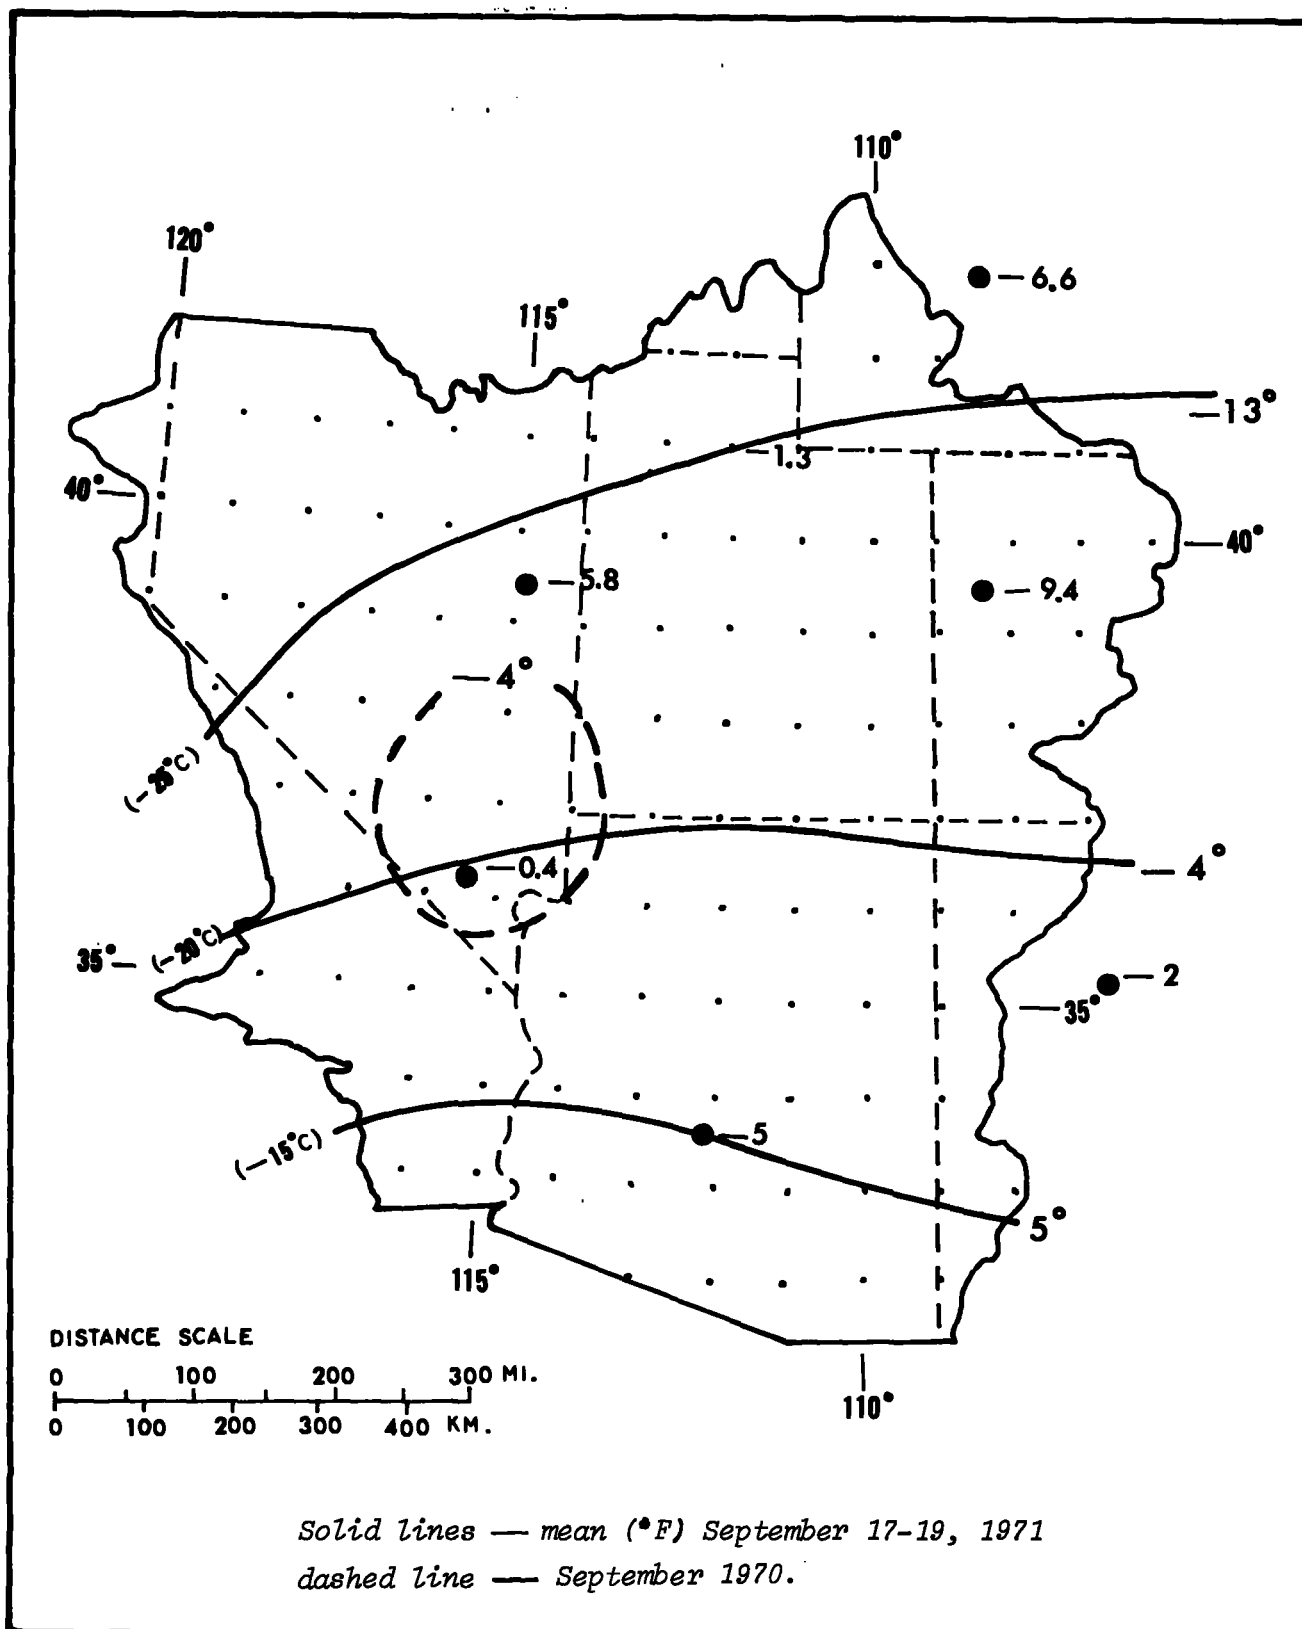 110°
120°
— 6.6
115°
—13°
—1.3
40°—
—40°
—5.8
— 9.4
—4°
(—25°C)
—0.4
— 4°
35°— (—20°C)
— 2
—35°
(—15°C)
—5
5°
115°
DISTANCE SCALE
0 100 200 300 MI.
0 100 200 300 400 KM.
110°
Solid lines — mean (°F) September 17-19, 1971
dashed line — September 1970.